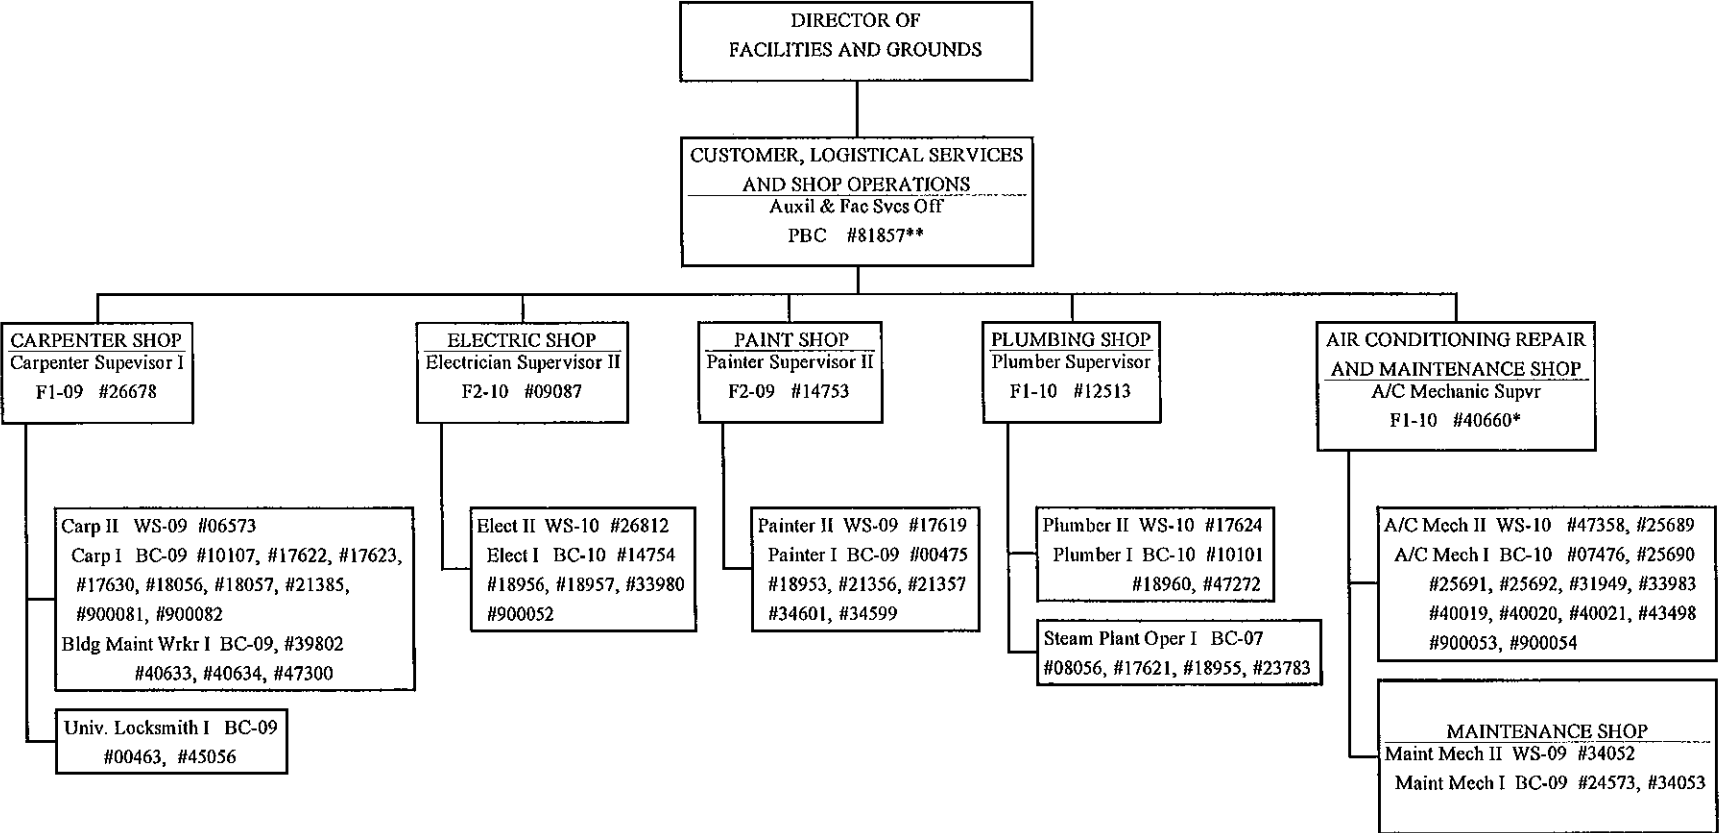 DIRECTOR OF
FACILITIES AND GROUNDS
CUSTOMER, LOGISTICAL SERVICES
AND SHOP OPERATIONS
Auxil & Fac Svcs Off
PBC #81857**
CARPENTER SHOP
Carpenter Supevisor I
F1-09 #26678
ELECTRIC SHOP
Electrician Supervisor II
F2-10 #09087
PAINT SHOP
Painter Supervisor II
F2-09 #14753
PLUMBING SHOP
Plumber Supervisor
F1-10 #12513
AIR CONDITIONING REPAIR
AND MAINTENANCE SHOP
A/C Mechanic Supvr
F1-10 #40660*
Carp II WS-09 #06573
Carp I BC-09 #10107, #17622, #17623,
#17630, #18056, #18057, #21385,
#900081, #900082
Bldg Maint Wrkr I BC-09, #39802
#40633, #40634, #47300
Univ. Locksmith I BC-09
#00463, #45056
Elect II WS-10 #26812
Elect I BC-10 #14754
#18956, #18957, #33980
#900052
Painter II WS-09 #17619
Painter I BC-09 #00475
#18953, #21356, #21357
#34601, #34599
Plumber II WS-10 #17624
Plumber I BC-10 #10101
#18960, #47272
Steam Plant Oper I BC-07
#08056, #17621, #18955, #23783
A/C Mech II WS-10 #47358, #25689
A/C Mech I BC-10 #07476, #25690
#25691, #25692, #31949, #33983
#40019, #40020, #40021, #43498
#900053, #900054
MAINTENANCE SHOP
Maint Mech II WS-09 #34052
Maint Mech I BC-09 #24573, #34053